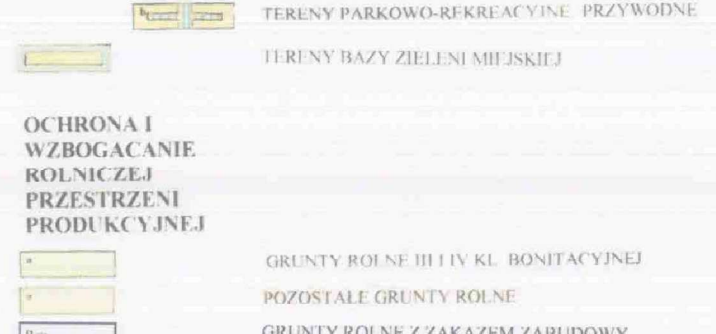 TERENY PARKOWO-REKREACYJNE PRZYWODNE
TERENY BAZY ZIELENI MIEJSKIEJ
OCHRONA I
WZBOGACANIE
ROLNICZEJ
PRZESTRZENI
PRODUKCYJNEJ
GRUNTY ROLNE III I IV KL. BONITACYJNEJ
POZOSTAŁE GRUNTY ROLNE
GRUNTY ROLNE Z ZAKAZEM ZABUDOWY